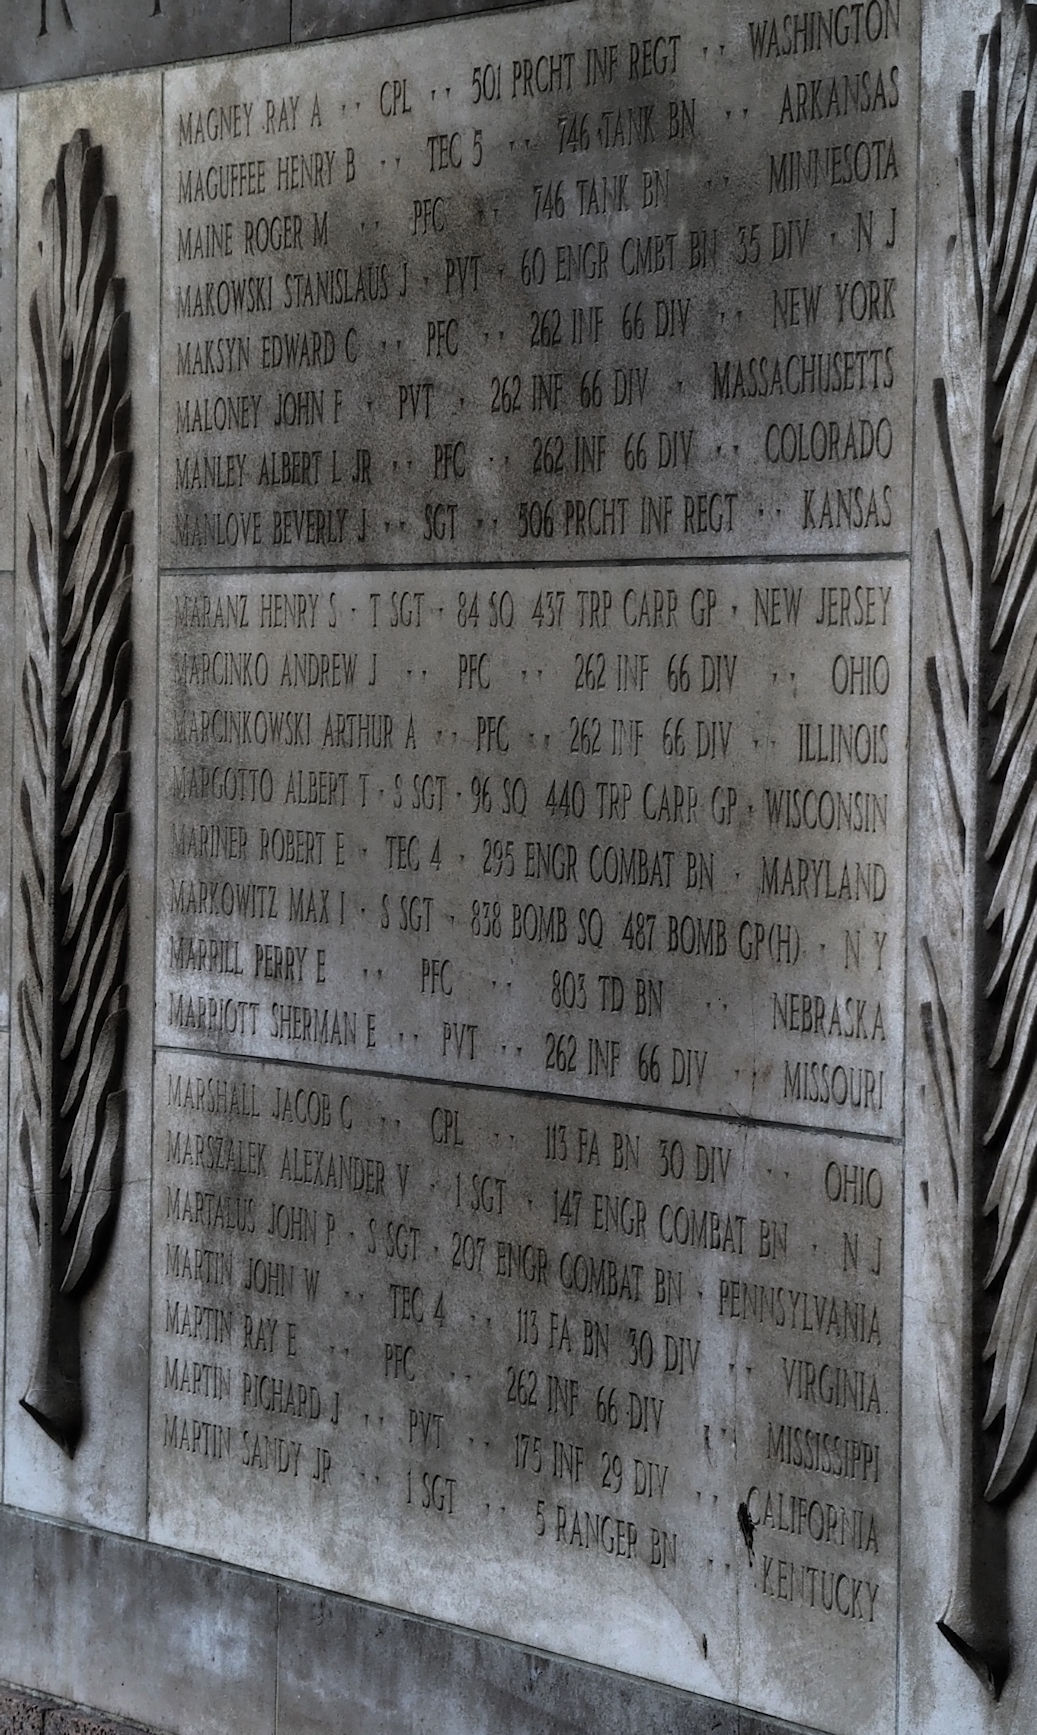 MAGNEY RAY A ·· CPL ·· 501 PRCHT INF REGT ·· WASHINGTON
MAGUFFEE HENRY B ·· TEC 5 ·· 746 TANK BN ·· ARKANSAS
MAINE ROGER M ·· PFC ·· 746 TANK BN ·· MINNESOTA
MAKOWSKI STANISLAUS J · PVT · 60 ENGR CMBT BN 35 DIV · N J
MAKSYN EDWARD C ·· PFC ·· 262 INF 66 DIV ·· NEW YORK
MALONEY JOHN F · PVT · 262 INF 66 DIV · MASSACHUSETTS
MANLEY ALBERT L JR ·· PFC ·· 262 INF 66 DIV ·· COLORADO
MANLOVE BEVERLY J ·· SGT ·· 506 PRCHT INF REGT ·· KANSAS
MARANZ HENRY S · T SGT · 84 SQ 437 TRP CARR GP · NEW JERSEY
MARCINKO ANDREW J ·· PFC ·· 262 INF 66 DIV ·· OHIO
MARCINKOWSKI ARTHUR A ·· PFC ·· 262 INF 66 DIV ·· ILLINOIS
MARGOTTO ALBERT T · S SGT · 96 SQ 440 TRP CARR GP · WISCONSIN
MARINER ROBERT E · TEC 4 · 295 ENGR COMBAT BN · MARYLAND
MARKOWITZ MAX I · S SGT · 838 BOMB SQ 487 BOMB GP(H) · N Y
MARRILL PERRY E ·· PFC ·· 803 TD BN ·· NEBRASKA
MARRIOTT SHERMAN E ·· PVT ·· 262 INF 66 DIV ·· MISSOURI
MARSHALL JACOB C ·· CPL ·· 113 FA BN 30 DIV ·· OHIO
MARSZALEK ALEXANDER V · 1 SGT · 147 ENGR COMBAT BN · N J
MARTALUS JOHN P · S SGT · 207 ENGR COMBAT BN · PENNSYLVANIA
MARTIN JOHN W ·· TEC 4 ·· 113 FA BN 30 DIV ·· VIRGINIA
MARTIN RAY E ·· PFC ·· 262 INF 66 DIV ·· MISSISSIPPI
MARTIN RICHARD J ·· PVT ·· 175 INF 29 DIV ·· CALIFORNIA
MARTIN SANDY JR ·· 1 SGT ·· 5 RANGER BN ·· KENTUCKY